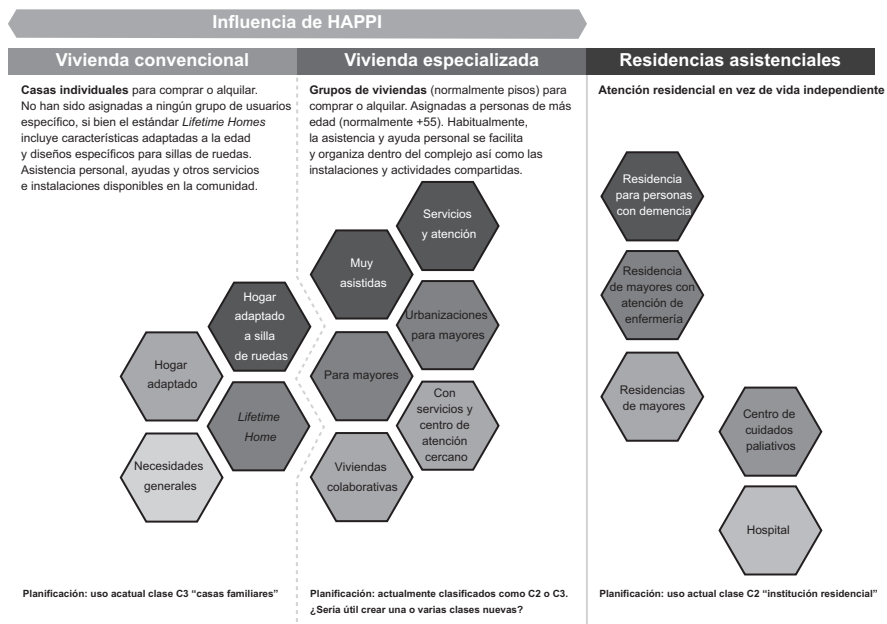 Influencia de HAPPI
Vivienda convencional
Casas individuales para comprar o alquilar.
No han sido asignadas a ningún grupo de usuarios
específico, si bien el estándar Lifetime Homes
incluye características adaptadas a la edad
y diseños específicos para sillas de ruedas.
Asistencia personal, ayudas y otros servicios
e instalaciones disponibles en la comunidad.
Hogar
adaptado
a silla
de ruedas
Hogar
adaptado
Lifetime
Home
Necesidades
generales
Planificación: uso acatual clase C3 “casas familiares”
Vivienda especializada
Grupos de viviendas (normalmente pisos) para
comprar o alquilar. Asignadas a personas de más
edad (normalmente +55). Habitualmente,
la asistencia y ayuda personal se facilita
y organiza dentro del complejo así como las
instalaciones y actividades compartidas.
Servicios
y atención
Muy
asistidas
Urbanizaciones
para mayores
Para mayores
Con
servicios y
centro de
atención
cercano
Viviendas
colaborativas
Planificación: actualmente clasificados como C2 o C3.
¿Sería útil crear una o varias clases nuevas?
Residencias asistenciales
Atención residencial en vez de vida independiente
Residencia
para personas
con demencia
Residencia
de mayores con
atención de
enfermería
Residencias
de mayores
Centro de
cuidados
paliativos
Hospital
Planificación: uso actual clase C2 “institución residencial”